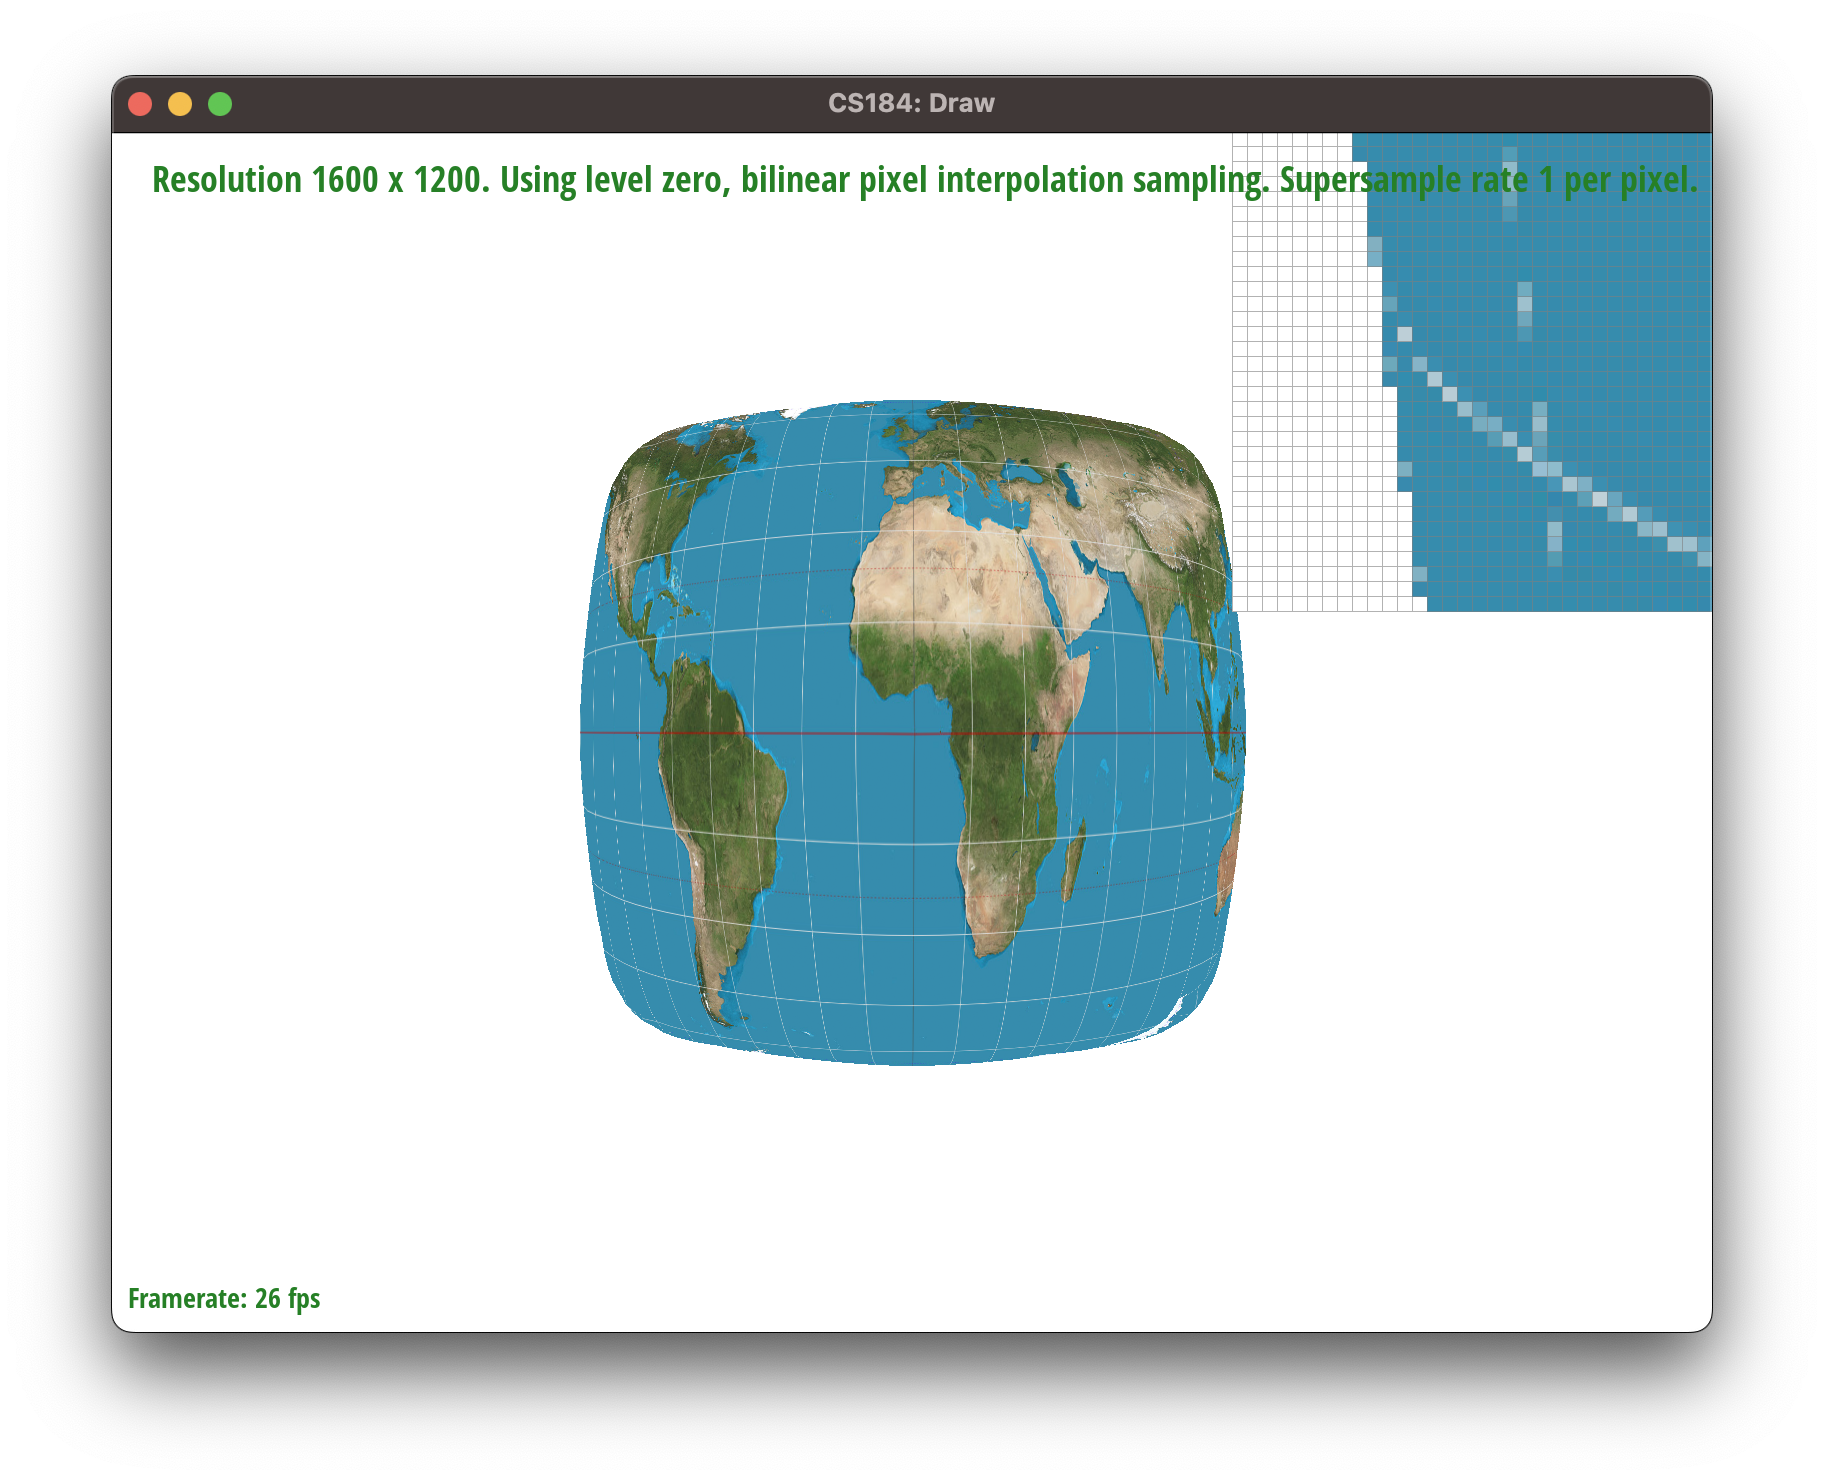 CS184: Draw
Resolution 1600 x 1200. Using level zero, bilinear pixel interpolation sampling. Supersample rate 1 per pixel.
Framerate: 26 fps